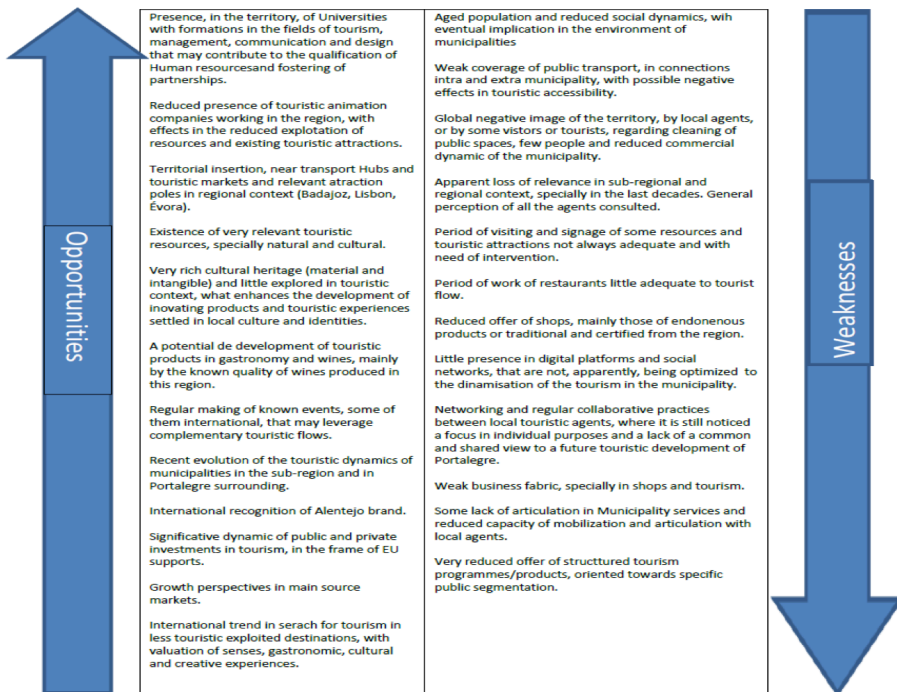 Opportunities
Presence, in the territory, of Universities
with formations in the fields of tourism,
management, communication and design
that may contribute to the qualification of
Human resourcesand fostering of
partnerships.
Reduced presence of touristic animation
companies working in the region, with
effects in the reduced explotation of
resources and existing touristic attractions.
Territorial insertion, near transport Hubs and
touristic markets and relevant atraction
poles in regional context (Badajoz, Lisbon,
Évora).
Existence of very relevant touristic
resources, specially natural and cultural.
Very rich cultural heritage (material and
intangible) and little explored in touristic
context, what enhances the development of
inovating products and touristic experiences
settled in local culture and identities.
A potential de development of touristic
products in gastronomy and wines, mainly
by the known quality of wines produced in
this region.
Regular making of known events, some of
them international, that may leverage
complementary touristic flows.
Recent evolution of the touristic dynamics of
municipalities in the sub-region and in
Portalegre surrounding.
International recognition of Alentejo brand.
Significative dynamic of public and private
investments in tourism, in the frame of EU
supports.
Growth perspectives in main source
markets.
International trend in serach for tourism in
less touristic exploited destinations, with
valuation of senses, gastronomic, cultural
and creative experiences.
Aged population and reduced social dynamics, wih
eventual implication in the environment of
municipalities
Weak coverage of public transport, in connections
intra and extra municipality, with possible negative
effects in touristic accessibility.
Global negative image of the territory, by local agents,
or by some vistors or tourists, regarding cleaning of
public spaces, few people and reduced commercial
dynamic of the municipality.
Apparent loss of relevance in sub-regional and
regional context, specially in the last decades. General
perception of all the agents consulted.
Period of visiting and signage of some resources and
touristic attractions not always adequate and with
need of intervention.
Period of work of restaurants little adequate to tourist
flow.
Reduced offer of shops, mainly those of endonenous
products or traditional and certified from the region.
Little presence in digital platforms and social
networks, that are not, apparently, being optimized to
the dinamisation of the tourism in the municipality.
Networking and regular collaborative practices
between local touristic agents, where it is still noticed
a focus in individual purposes and a lack of a common
and shared view to a future touristic development of
Portalegre.
Weak business fabric, specially in shops and tourism.
Some lack of articulation in Municipality services and
reduced capacity of mobilization and articulation with
local agents.
Very reduced offer of structtured tourism
programmes/products, oriented towards specific
public segmentation.
Weaknesses